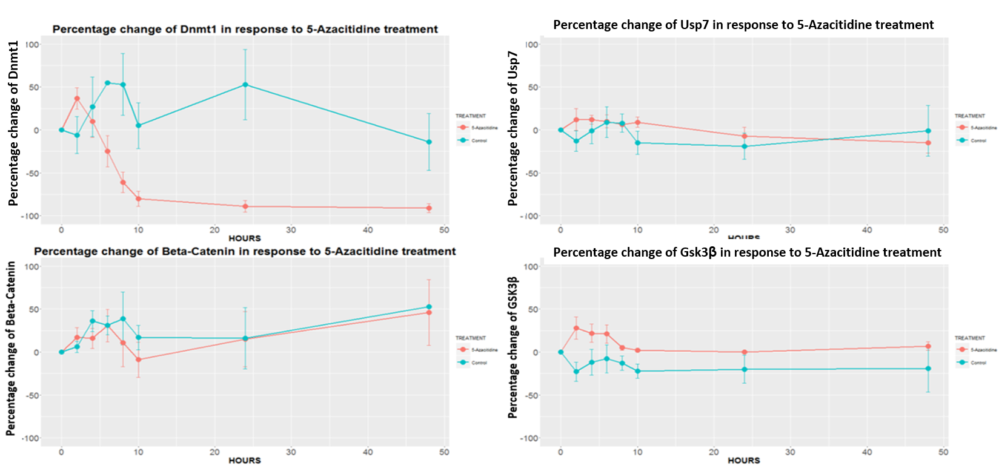 Percentage change of Dnmt1 in response to 5-Azacitidine treatment
Percentage change of Dnmt1
100
50
0
-50
-100
0 10 20 30 40 50
HOURS
TREATMENT
5-Azacitidine
Control
Percentage change of Usp7 in response to 5-Azacitidine treatment
Percentage change of Usp7
100
50
0
-50
-100
0 10 20 30 40 50
HOURS
TREATMENT
5-Azacitidine
Control
Percentage change of Beta-Catenin in response to 5-Azacitidine treatment
Percentage change of Beta-Catenin
100
50
0
-50
-100
0 10 20 30 40 50
HOURS
TREATMENT
5-Azacitidine
Control
Percentage change of Gsk3β in response to 5-Azacitidine treatment
Percentage change of GSK3β
100
50
0
-50
-100
0 10 20 30 40 50
HOURS
TREATMENT
5-Azacitidine
Control